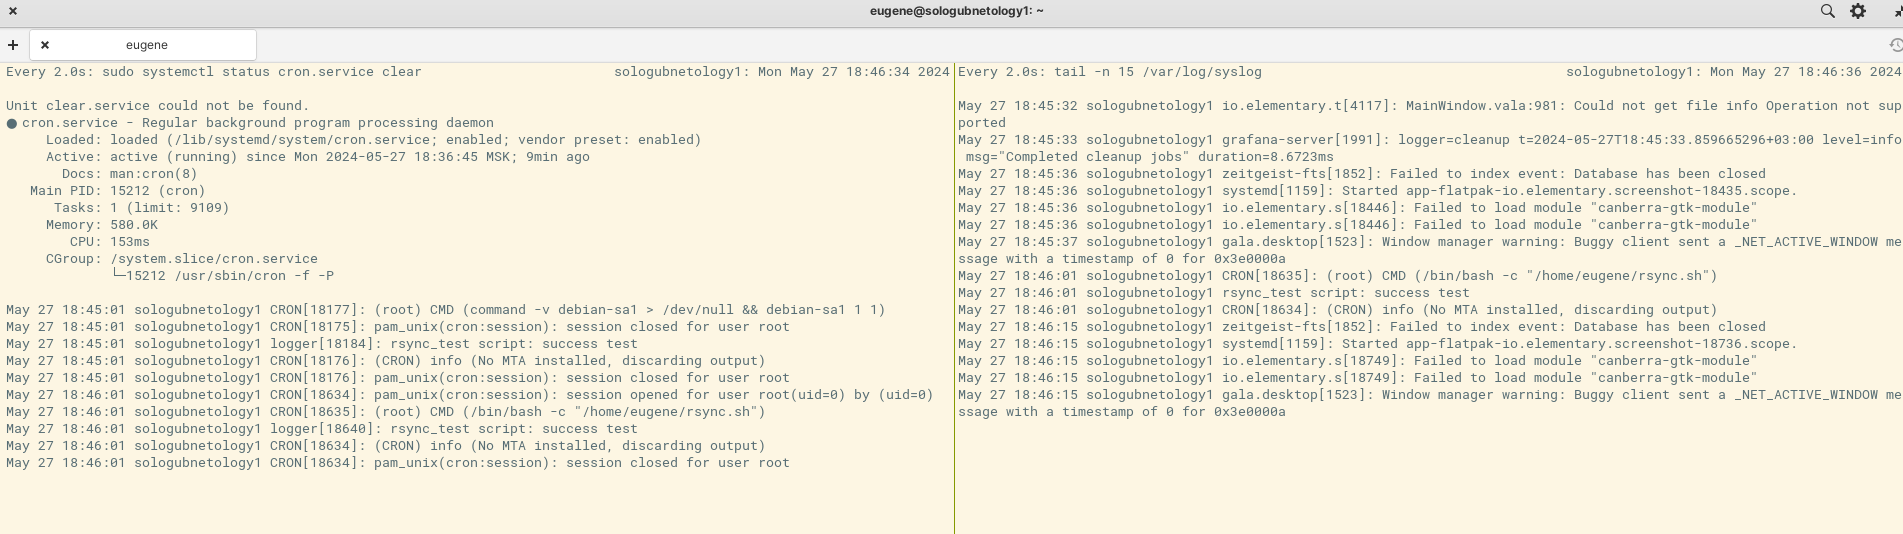 eugene@sologubnetology1: ~
eugene
Every 2.0s: sudo systemctl status cron.service clear sologubnetology1: Mon May 27 18:46:34 2024
Unit clear.service could not be found.
● cron.service - Regular background program processing daemon
Loaded: loaded (/lib/systemd/system/cron.service; enabled; vendor preset: enabled)
Active: active (running) since Mon 2024-05-27 18:36:45 MSK; 9min ago
Docs: man:cron(8)
Main PID: 15212 (cron)
Tasks: 1 (limit: 9109)
Memory: 580.0K
CPU: 153ms
CGroup: /system.slice/cron.service
└─15212 /usr/sbin/cron -f -P
May 27 18:45:01 sologubnetology1 CRON[18177]: (root) CMD (command -v debian-sa1 > /dev/null && debian-sa1 1 1)
May 27 18:45:01 sologubnetology1 CRON[18175]: pam_unix(cron:session): session closed for user root
May 27 18:45:01 sologubnetology1 logger[18184]: rsync_test script: success test
May 27 18:45:01 sologubnetology1 CRON[18176]: (CRON) info (No MTA installed, discarding output)
May 27 18:45:01 sologubnetology1 CRON[18176]: pam_unix(cron:session): session closed for user root
May 27 18:46:01 sologubnetology1 CRON[18634]: pam_unix(cron:session): session opened for user root(uid=0) by (uid=0)
May 27 18:46:01 sologubnetology1 CRON[18635]: (root) CMD (/bin/bash -c "/home/eugene/rsync.sh")
May 27 18:46:01 sologubnetology1 logger[18640]: rsync_test script: success test
May 27 18:46:01 sologubnetology1 CRON[18634]: (CRON) info (No MTA installed, discarding output)
May 27 18:46:01 sologubnetology1 CRON[18634]: pam_unix(cron:session): session closed for user root
Every 2.0s: tail -n 15 /var/log/syslog sologubnetology1: Mon May 27 18:46:36 2024
May 27 18:45:32 sologubnetology1 io.elementary.t[4117]: MainWindow.vala:981: Could not get file info Operation not sup
ported
May 27 18:45:33 sologubnetology1 grafana-server[1991]: logger=cleanup t=2024-05-27T18:45:33.859665296+03:00 level=info
msg="Completed cleanup jobs" duration=8.6723ms
May 27 18:45:36 sologubnetology1 zeitgeist-fts[1852]: Failed to index event: Database has been closed
May 27 18:45:36 sologubnetology1 systemd[1159]: Started app-flatpak-io.elementary.screenshot-18435.scope.
May 27 18:45:36 sologubnetology1 io.elementary.s[18446]: Failed to load module "canberra-gtk-module"
May 27 18:45:36 sologubnetology1 io.elementary.s[18446]: Failed to load module "canberra-gtk-module"
May 27 18:45:37 sologubnetology1 gala.desktop[1523]: Window manager warning: Buggy client sent a _NET_ACTIVE_WINDOW me
ssage with a timestamp of 0 for 0x3e0000a
May 27 18:46:01 sologubnetology1 CRON[18635]: (root) CMD (/bin/bash -c "/home/eugene/rsync.sh")
May 27 18:46:01 sologubnetology1 rsync_test script: success test
May 27 18:46:01 sologubnetology1 CRON[18634]: (CRON) info (No MTA installed, discarding output)
May 27 18:46:15 sologubnetology1 zeitgeist-fts[1852]: Failed to index event: Database has been closed
May 27 18:46:15 sologubnetology1 systemd[1159]: Started app-flatpak-io.elementary.screenshot-18736.scope.
May 27 18:46:15 sologubnetology1 io.elementary.s[18749]: Failed to load module "canberra-gtk-module"
May 27 18:46:15 sologubnetology1 io.elementary.s[18749]: Failed to load module "canberra-gtk-module"
May 27 18:46:15 sologubnetology1 gala.desktop[1523]: Window manager warning: Buggy client sent a _NET_ACTIVE_WINDOW me
ssage with a timestamp of 0 for 0x3e0000a